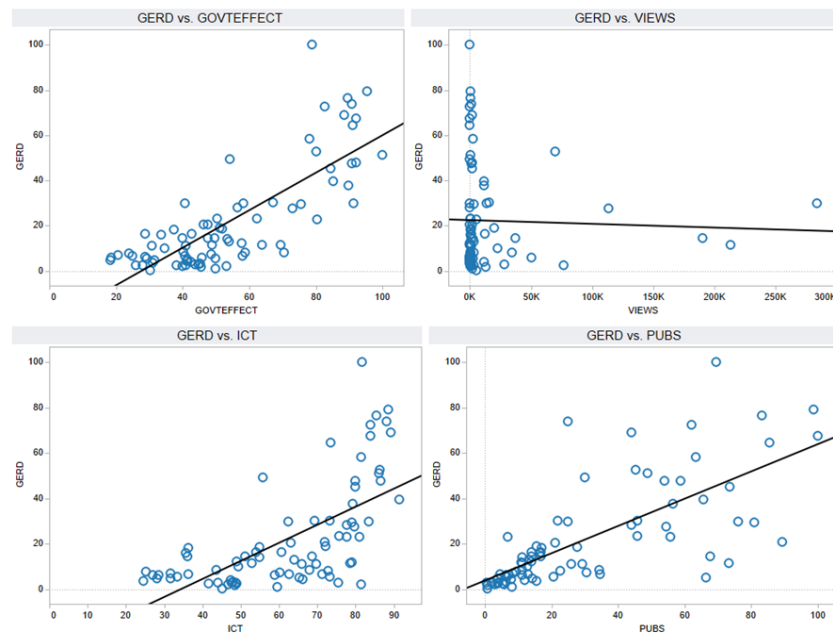 GERD vs. GOVTEFFECT
100
80
60
40
20
0
GERD
0 20 40 60 80 100
GOVTEFFECT
GERD vs. VIEWS
100
80
60
40
20
0
GERD
0K 50K 100K 150K 200K 250K 300K
VIEWS
GERD vs. ICT
100
80
60
40
20
0
GERD
10 10 20 30 40 50 60 70 80 90
ICT
GERD vs. PUBS
100
80
60
40
20
0
GERD
0 20 40 60 80 100
PUBS